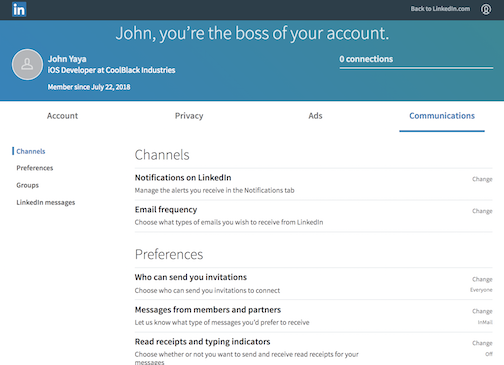 in
Back to LinkedIn.com
John, you're the boss of your account.
John Yaya
iOS Developer at CoolBlack Industries
Member since July 22, 2018
0 connections
Account
Privacy
Ads
Communications
Channels
Preferences
Groups
LinkedIn messages
Channels
Notifications on LinkedIn
Change
Manage the alerts you receive in the Notifications tab
Email frequency
Change
Choose what types of emails you wish to receive from LinkedIn
Preferences
Who can send you invitations
Change
Choose who can send you invitations to connect
Everyone
Messages from members and partners
Change
Let us know what type of messages you'd prefer to receive
InMail
Read receipts and typing indicators
Change
Choose whether or not you want to send and receive read receipts for your
Off
messages